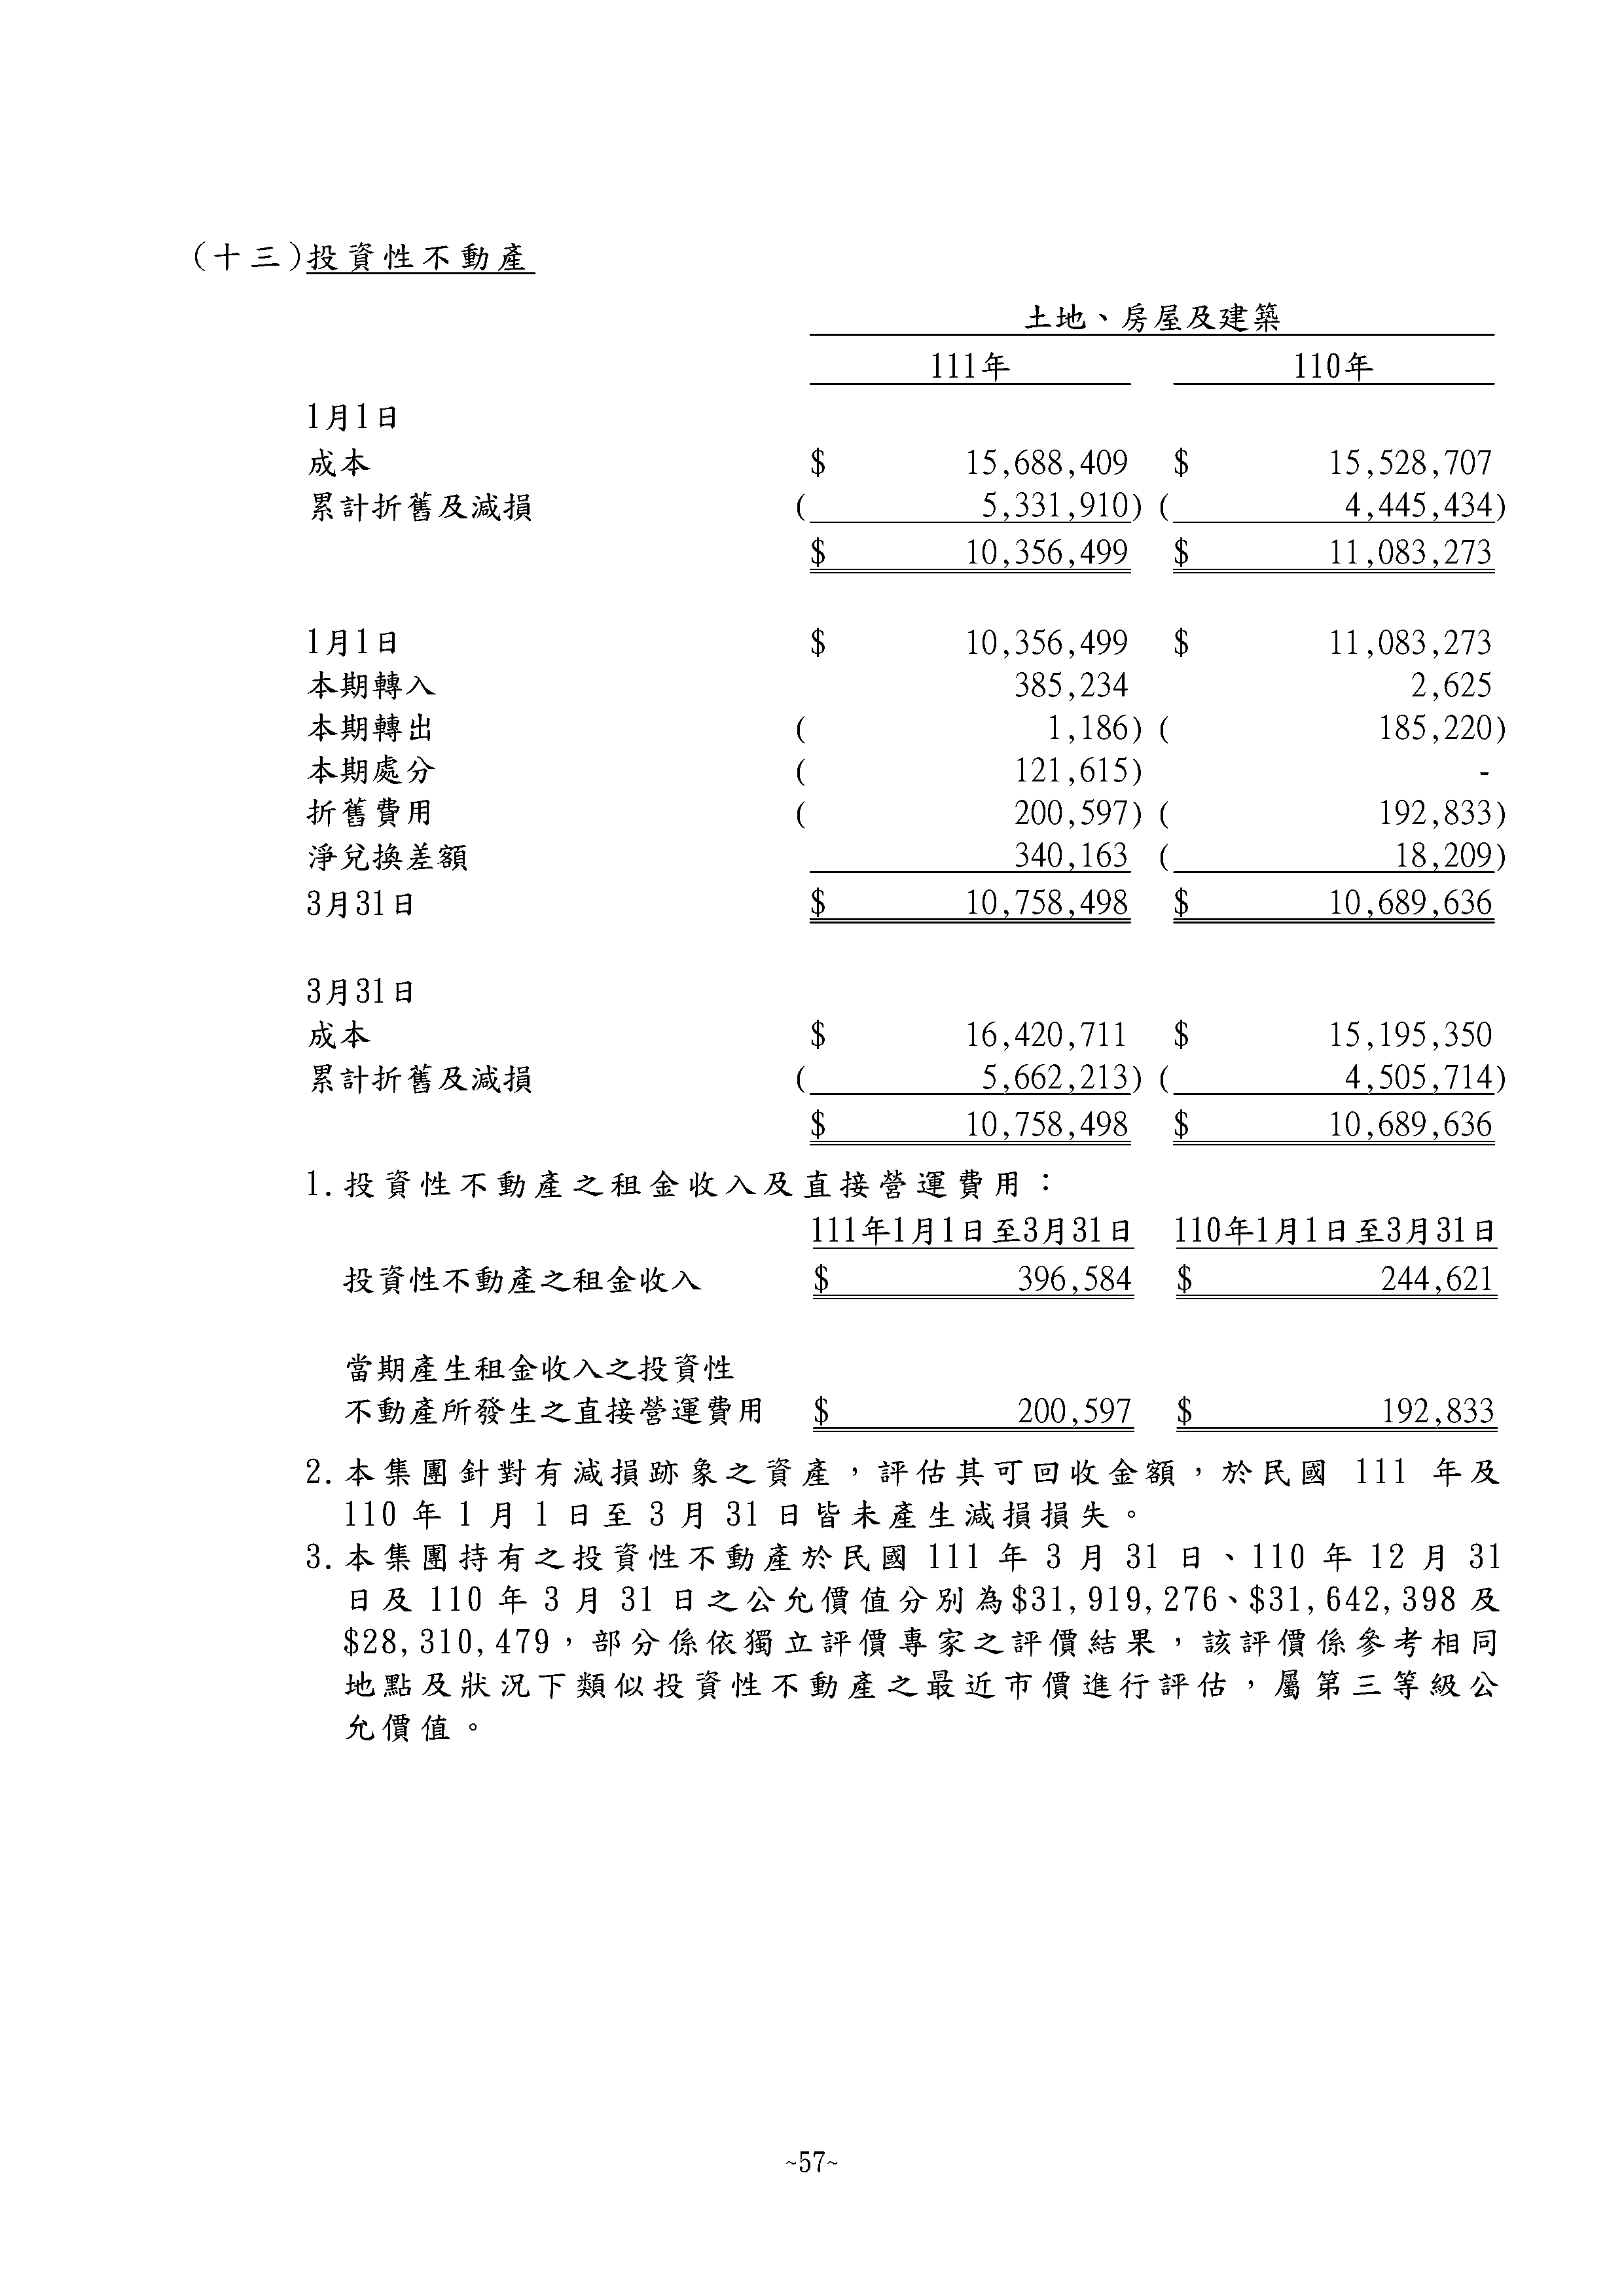 (十三)投資性不動產
土地、房屋及建築
111年 110年
1月1日
成本 $ 15,688,409 $ 15,528,707
累計折舊及減損 ( 5,331,910) ( 4,445,434)
$ 10,356,499 $ 11,083,273
1月1日 $ 10,356,499 $ 11,083,273
本期轉入 385,234 2,625
本期轉出 ( 1,186) ( 185,220)
本期處分 ( 121,615) -
折舊費用 ( 200,597) ( 192,833)
淨兌換差額 340,163 ( 18,209)
3月31日 $ 10,758,498 $ 10,689,636
3月31日
成本 $ 16,420,711 $ 15,195,350
累計折舊及減損 ( 5,662,213) ( 4,505,714)
$ 10,758,498 $ 10,689,636
1.投資性不動產之租金收入及直接營運費用：
111年1月1日至3月31日 110年1月1日至3月31日
投資性不動產之租金收入 $ 396,584 $ 244,621
當期產生租金收入之投資性
不動產所發生之直接營運費用 $ 200,597 $ 192,833
2.本集團針對有減損跡象之資產，評估其可回收金額，於民國 111 年及
110 年 1 月 1 日至 3 月 31 日皆未產生減損損失。
3.本集團持有之投資性不動產於民國 111 年 3 月 31 日、110 年 12 月 31
日及 110 年 3 月 31 日之公允價值分別為$31,919,276、$31,642,398 及
$28,310,479，部分係依獨立評價專家之評價結果，該評價係參考相同
地點及狀況下類似投資性不動產之最近市價進行評估，屬第三等級公
允價值。
~57~